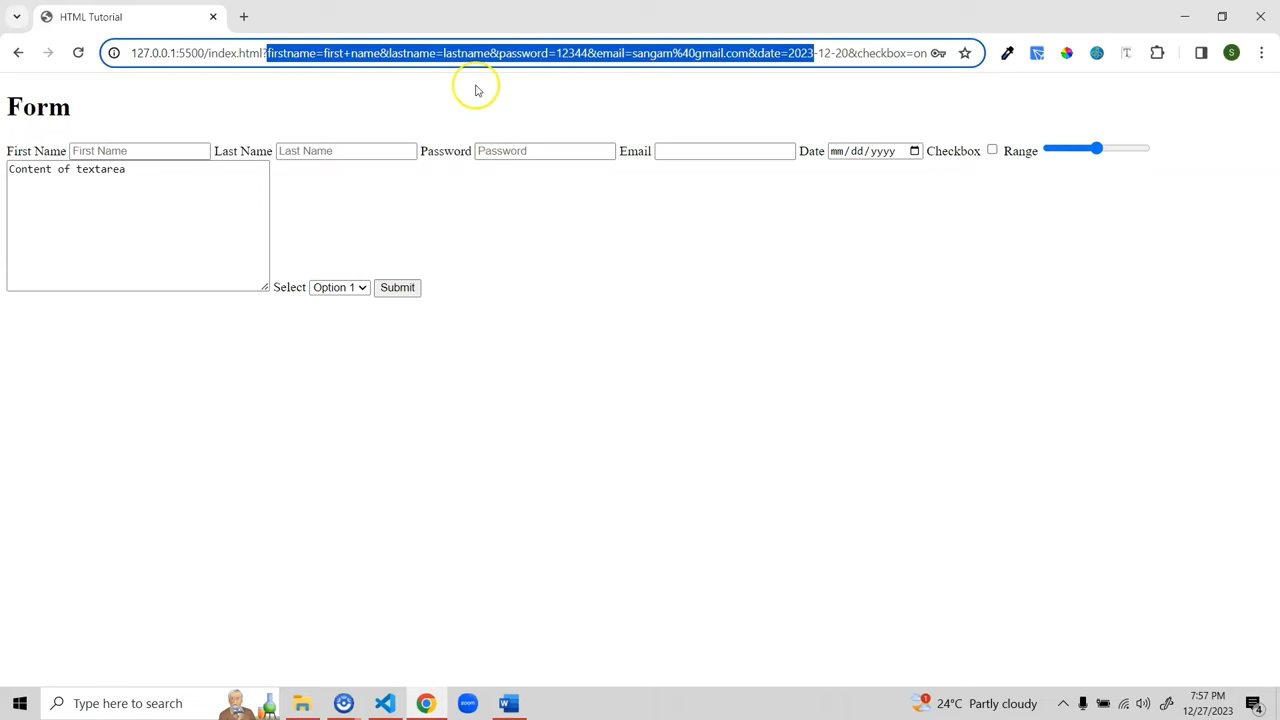 HTML Tutorial
127.0.0.1:5500/index.html?firstname=first+name&lastname=lastname&password=12344&email=sangam%40gmail.com&date=2023-12-20&checkbox=on
S
Form
First Name First Name Last Name Last Name Password Password Email Date mm/dd/yyyy Checkbox Range
Content of textarea
Select Option 1 Submit
Type here to search
zoom
1
24°C Partly cloudy
7:57 PM
12/27/2023
4